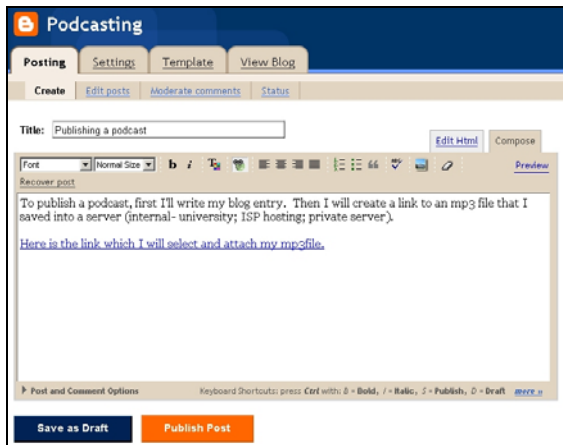 Podcasting
Posting Settings Template View Blog
Create Edit posts Moderate comments Status
Title: Publishing a podcast
Edit Html Compose
Font Normal Size b i Preview
Recover post
To publish a podcast, first I'll write my blog entry. Then I will create a link to an mp3 file that I
saved into a server (internal- university; ISP hosting; private server).
Here is the link which I will select and attach my mp3file.
Post and Comment Options Keyboard Shortcuts: press Ctrl with: B = Bold, I = Italic, S = Publish, D = Draft more »
Save as Draft Publish Post